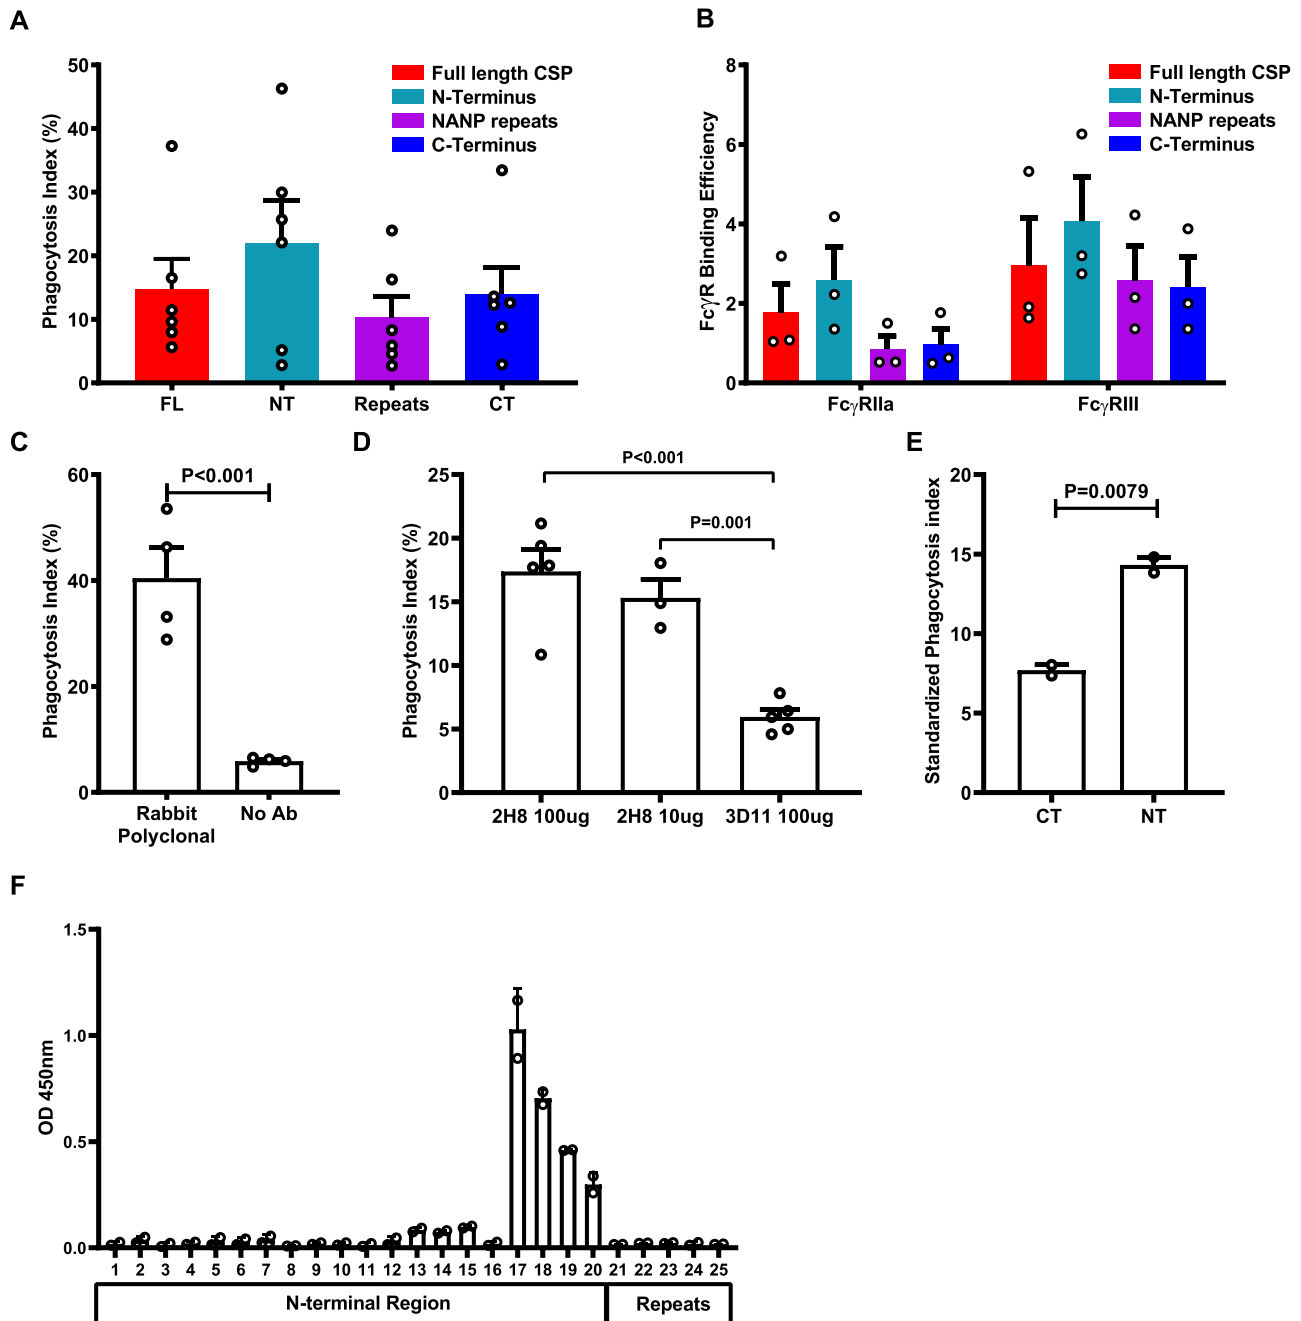 A
Phagocytosis Index (%)
50
40
30
20
10
0
Full length CSP
N-Terminus
NANP repeats
C-Terminus
FL NT Repeats CT
B
FcγR Binding Efficiency
8
6
4
2
0
Full length CSP
N-Terminus
NANP repeats
C-Terminus
FcγRIIa FcγRIII
C
Phagocytosis Index (%)
60
40
20
0
P<0.001
Rabbit No Ab
Polyclonal
D
Phagocytosis Index (%)
25
20
15
10
5
0
P<0.001
P=0.001
2H8 100ug 2H8 10ug 3D11 100ug
E
Standardized Phagocytosis index
20
15
10
5
0
P=0.0079
CT NT
F
OD 450nm
1.5
1.0
0.5
0.0
1 2 3 4 5 6 7 8 9 10 11 12 13 14 15 16 17 18 19 20 21 22 23 24 25
N-terminal Region Repeats